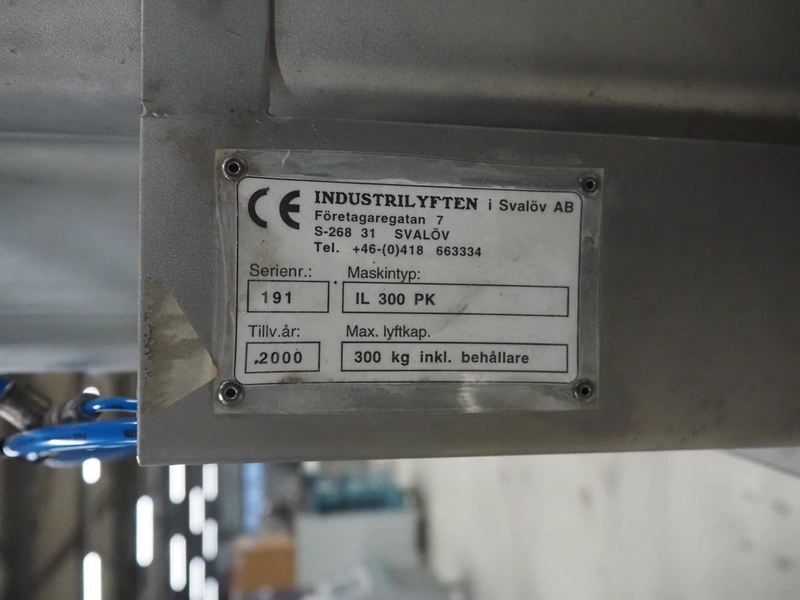 CE INDUSTRILYFTEN i Svalöv AB
Företagaregatan 7
S-268 31 SVALÖV
Tel. +46-(0)418 663334
Serienr.: Maskintyp:
191 IL 300 PK
Tillv.år: Max. lyftkap.
2000 300 kg inkl. behållare